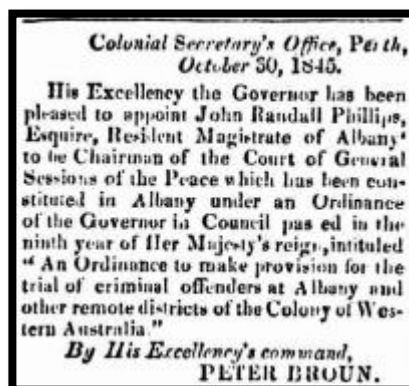 Colonial Secretary's Office, Perth,
October 30, 1845.
His Excellency the Governor has been
pleased to appoint John Randall Phillips,
Esquire, Resident Magistrate of Albany'
to be Chairman of the Court of General
Sessions of the Peace which has been con-
stituted in Albany under an Ordinance
of the Governor in Council pas ed in the
ninth year of Her Majesty's reign, intituled
"An Ordinance to make provision for the
trial of criminal offenders at Albany and
other remote districts of the Colony of Wes-
tern Australia."
By His Excellency's command,
PETER BROUN.